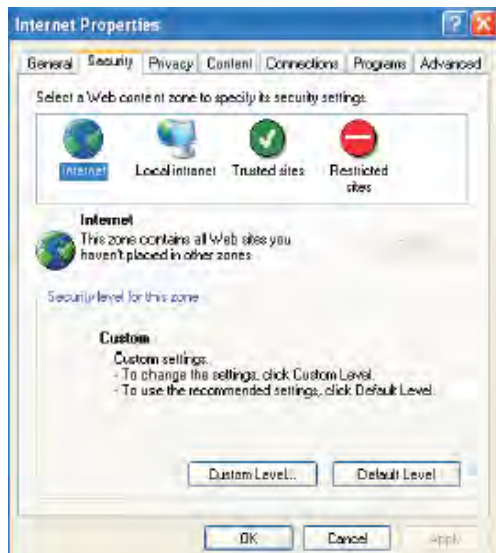 Internet Properties
General Security Privacy Content Connections Programs Advanced
Select a Web content zone to specify its security settings.
Internet Local intranet Trusted sites Restricted
sites
Internet
This zone contains all Web sites you
haven't placed in other zones
Security level for this zone
Custom
Custom settings.
- To change the settings, click Custom Level.
- To use the recommended settings, click Default Level.
Custom Level... Default Level
OK Cancel Apply